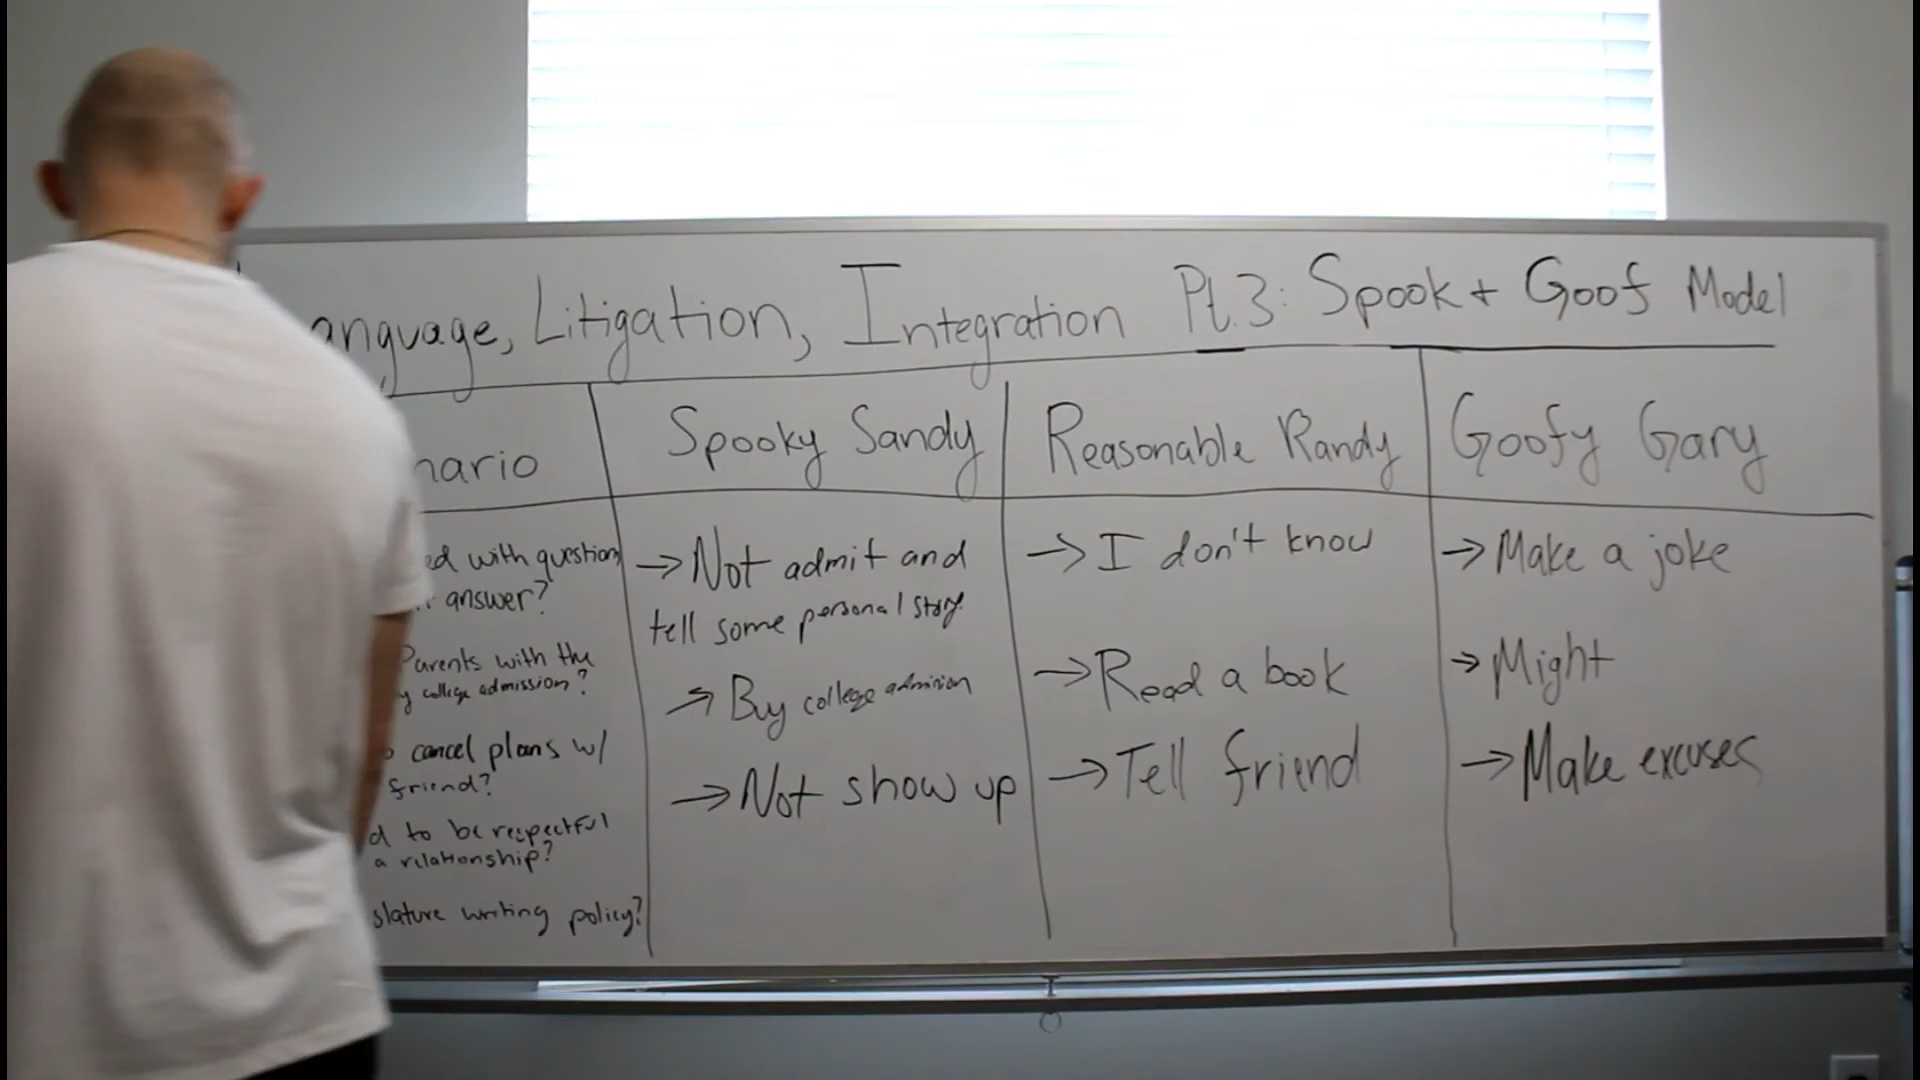 anguage, Litigation, Integration Pt.3: Spook + Goof Model
nario
Spooky Sandy
Reasonable Randy
Goofy Gary
ed with question
answer?
Parents with the
y college admission?
cancel plans w/
friend?
d to be respectful
a relationship?
slature writing policy?
→ Not admit and
tell some personal story.
→ Buy college admission
→ Not show up
→ I don't know
→ Read a book
→ Tell friend
→ Make a joke
→ Might
→ Make excuses